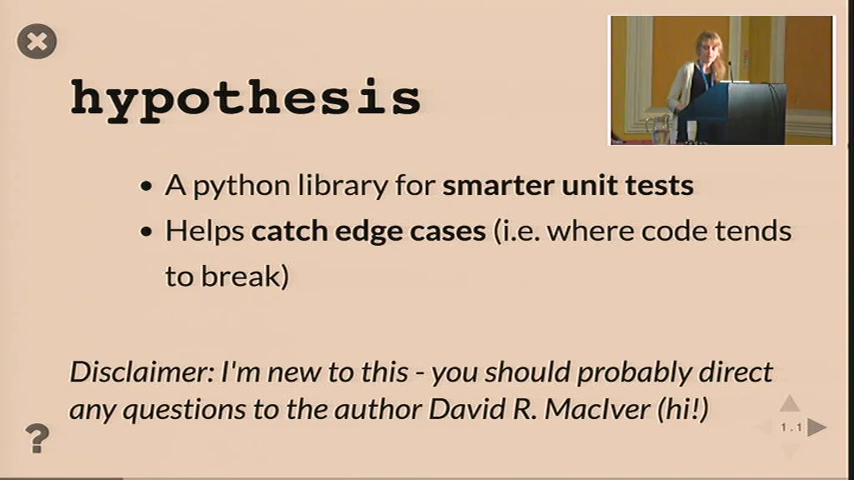 hypothesis
• A python library for smarter unit tests
• Helps catch edge cases (i.e. where code tends
to break)
Disclaimer: I'm new to this - you should probably direct
any questions to the author David R. MacIver (hi!)
?
1.1